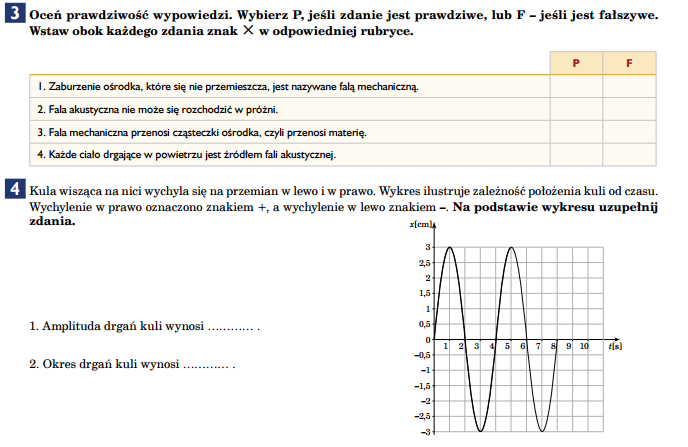 3 Oceń prawdziwość wypowiedzi. Wybierz P, jeśli zdanie jest prawdziwe, lub F – jeśli jest fałszywe.
Wstaw obok każdego zdania znak ✕ w odpowiedniej rubryce.
P F
1. Zaburzenie ośrodka, które się nie przemieszcza, jest nazywane falą mechaniczną.
2. Fala akustyczna nie może się rozchodzić w próżni.
3. Fala mechaniczna przenosi cząsteczki ośrodka, czyli przenosi materię.
4. Każde ciało drgające w powietrzu jest źródłem fali akustycznej.
4 Kula wisząca na nici wychyla się na przemian w lewo i w prawo. Wykres ilustruje zależność położenia kuli od czasu.
Wychylenie w prawo oznaczono znakiem +, a wychylenie w lewo znakiem –. Na podstawie wykresu uzupełnij
zdania.
x[cm]
3
2,5
2
1,5
1
0,5
0
1 2 3 4 5 6 7 8 9 10 t[s]
–0,5
–1
–1,5
–2
–2,5
–3
1. Amplituda drgań kuli wynosi ………… .
2. Okres drgań kuli wynosi ………… .